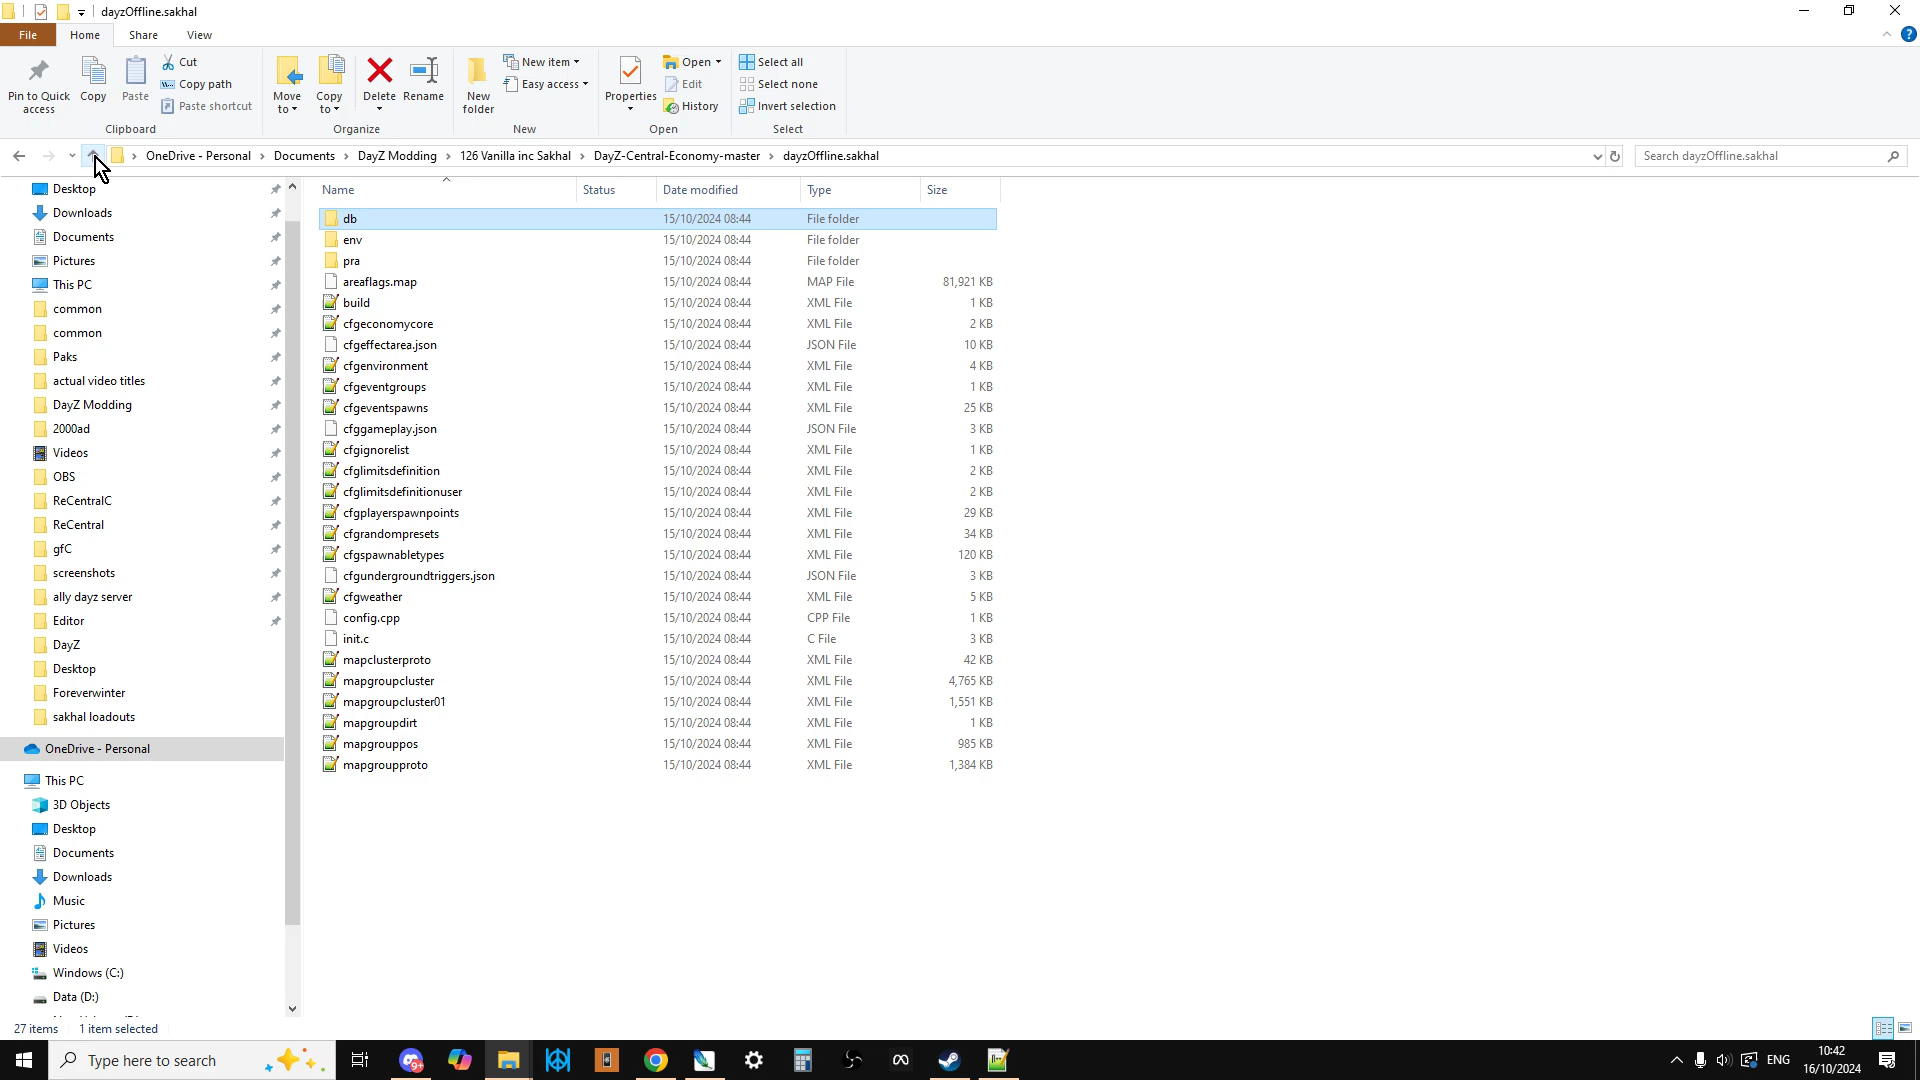 dayzOffline.sakhal
File Home Share View
Pin to Quick access
Copy
Paste
Cut
Copy path
Paste shortcut
Clipboard
Move to
Copy to
Delete
Rename
Organize
New folder
New item
Easy access
New
Properties
Open
Edit
History
Open
Select all
Select none
Invert selection
Select
OneDrive - Personal › Documents › DayZ Modding › 126 Vanilla inc Sakhal › DayZ-Central-Economy-master › dayzOffline.sakhal
Search dayzOffline.sakhal
Desktop
Downloads
Documents
Pictures
This PC
common
common
Paks
actual video titles
DayZ Modding
2000ad
Videos
OBS
ReCentralC
ReCentral
gfC
screenshots
ally dayz server
Editor
DayZ
Desktop
Foreverwinter
sakhal loadouts
OneDrive - Personal
This PC
3D Objects
Desktop
Documents
Downloads
Music
Pictures
Videos
Windows (C:)
Data (D:)
Name Status Date modified Type Size
db 15/10/2024 08:44 File folder
env 15/10/2024 08:44 File folder
pra 15/10/2024 08:44 File folder
areaflags.map 15/10/2024 08:44 MAP File 81,921 KB
build 15/10/2024 08:44 XML File 1 KB
cfgeconomycore 15/10/2024 08:44 XML File 2 KB
cfgeffectarea.json 15/10/2024 08:44 JSON File 10 KB
cfgenvironment 15/10/2024 08:44 XML File 4 KB
cfgeventgroups 15/10/2024 08:44 XML File 1 KB
cfgeventspawns 15/10/2024 08:44 XML File 25 KB
cfggameplay.json 15/10/2024 08:44 JSON File 3 KB
cfgignorelist 15/10/2024 08:44 XML File 1 KB
cfglimitsdefinition 15/10/2024 08:44 XML File 2 KB
cfglimitsdefinitionuser 15/10/2024 08:44 XML File 2 KB
cfgplayerspawnpoints 15/10/2024 08:44 XML File 29 KB
cfgrandompresets 15/10/2024 08:44 XML File 34 KB
cfgspawnabletypes 15/10/2024 08:44 XML File 120 KB
cfgundergroundtriggers.json 15/10/2024 08:44 JSON File 3 KB
cfgweather 15/10/2024 08:44 XML File 5 KB
config.cpp 15/10/2024 08:44 CPP File 1 KB
init.c 15/10/2024 08:44 C File 3 KB
mapclusterproto 15/10/2024 08:44 XML File 42 KB
mapgroupcluster 15/10/2024 08:44 XML File 4,765 KB
mapgroupcluster01 15/10/2024 08:44 XML File 1,551 KB
mapgroupdirt 15/10/2024 08:44 XML File 1 KB
mapgrouppos 15/10/2024 08:44 XML File 985 KB
mapgroupproto 15/10/2024 08:44 XML File 1,384 KB
27 items 1 item selected
Type here to search
ENG
10:42
16/10/2024